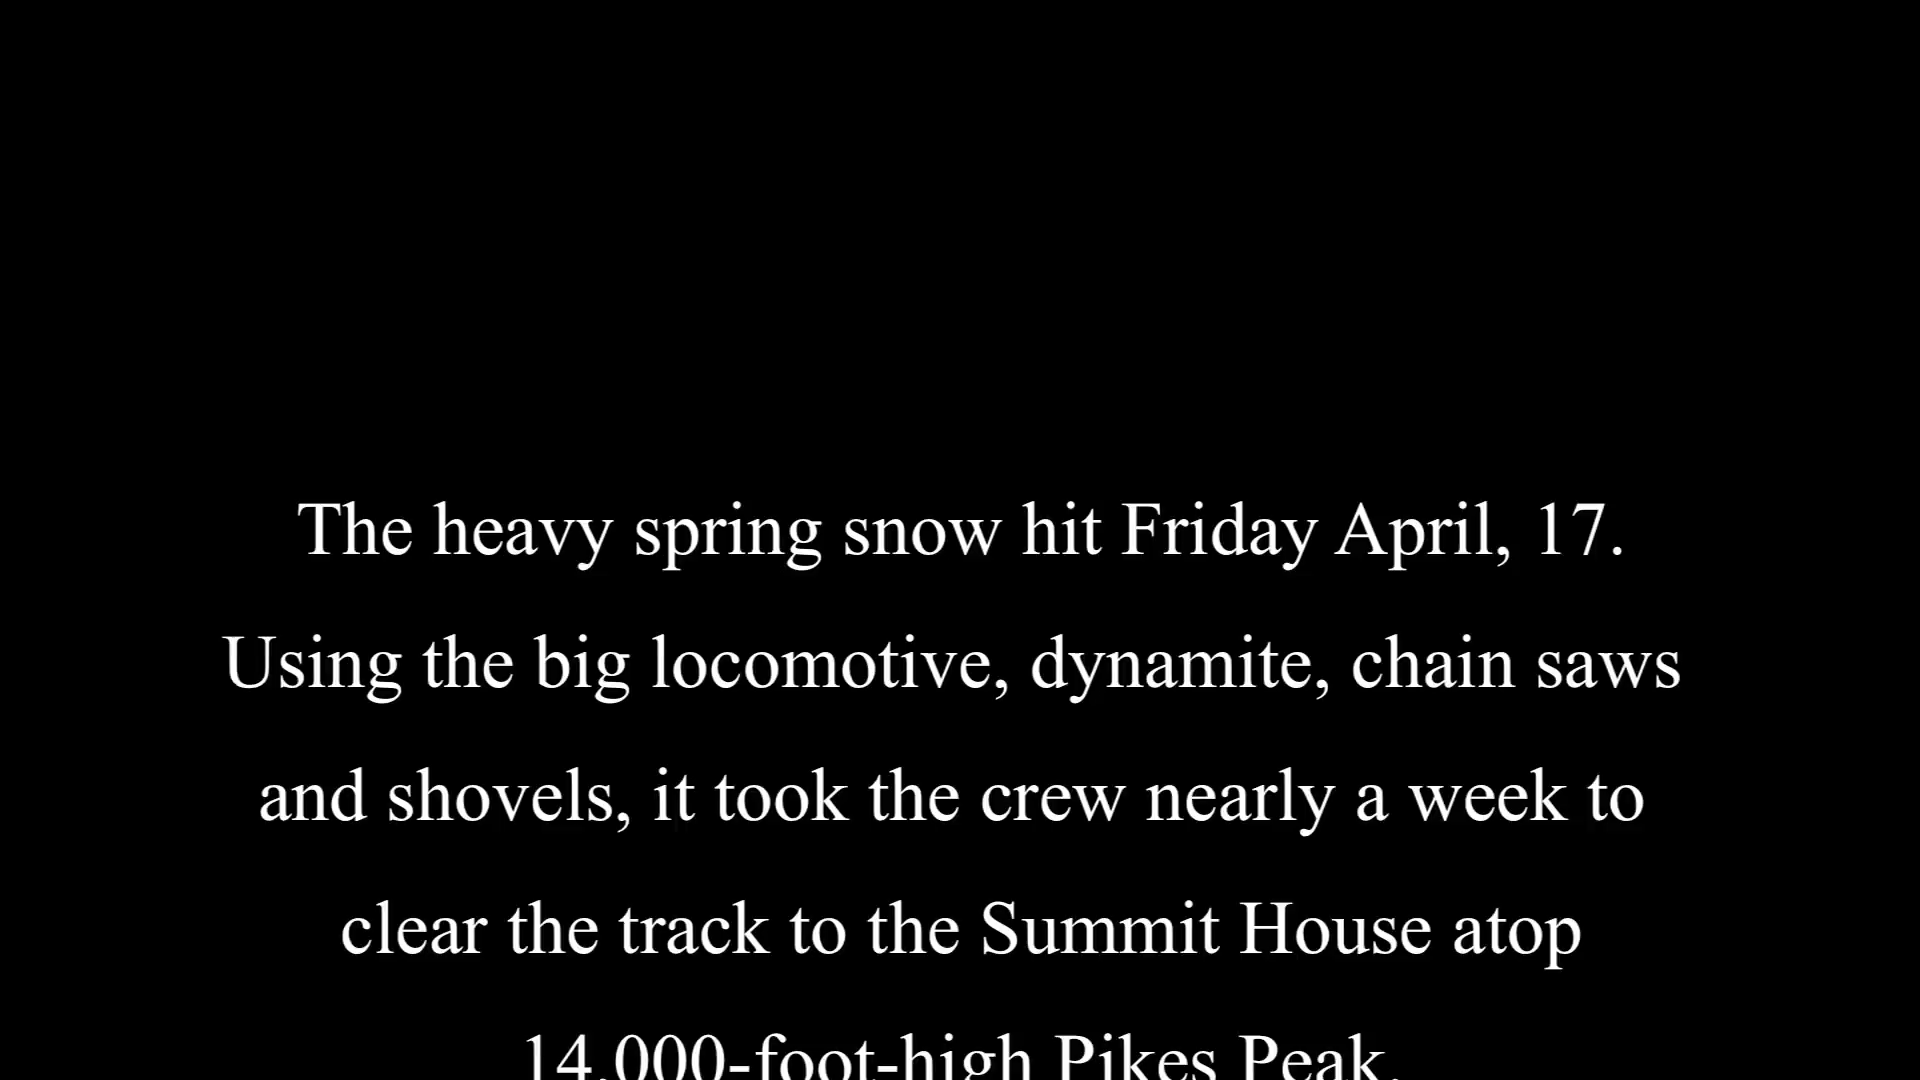 The heavy spring snow hit Friday April, 17.
Using the big locomotive, dynamite, chain saws
and shovels, it took the crew nearly a week to
clear the track to the Summit House atop
14,000-foot-high Pikes Peak.